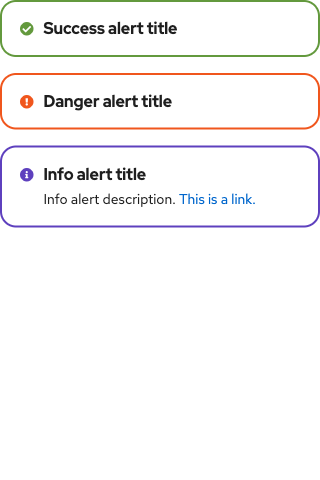 Success alert title
Danger alert title
Info alert title
Info alert description. This is a link.